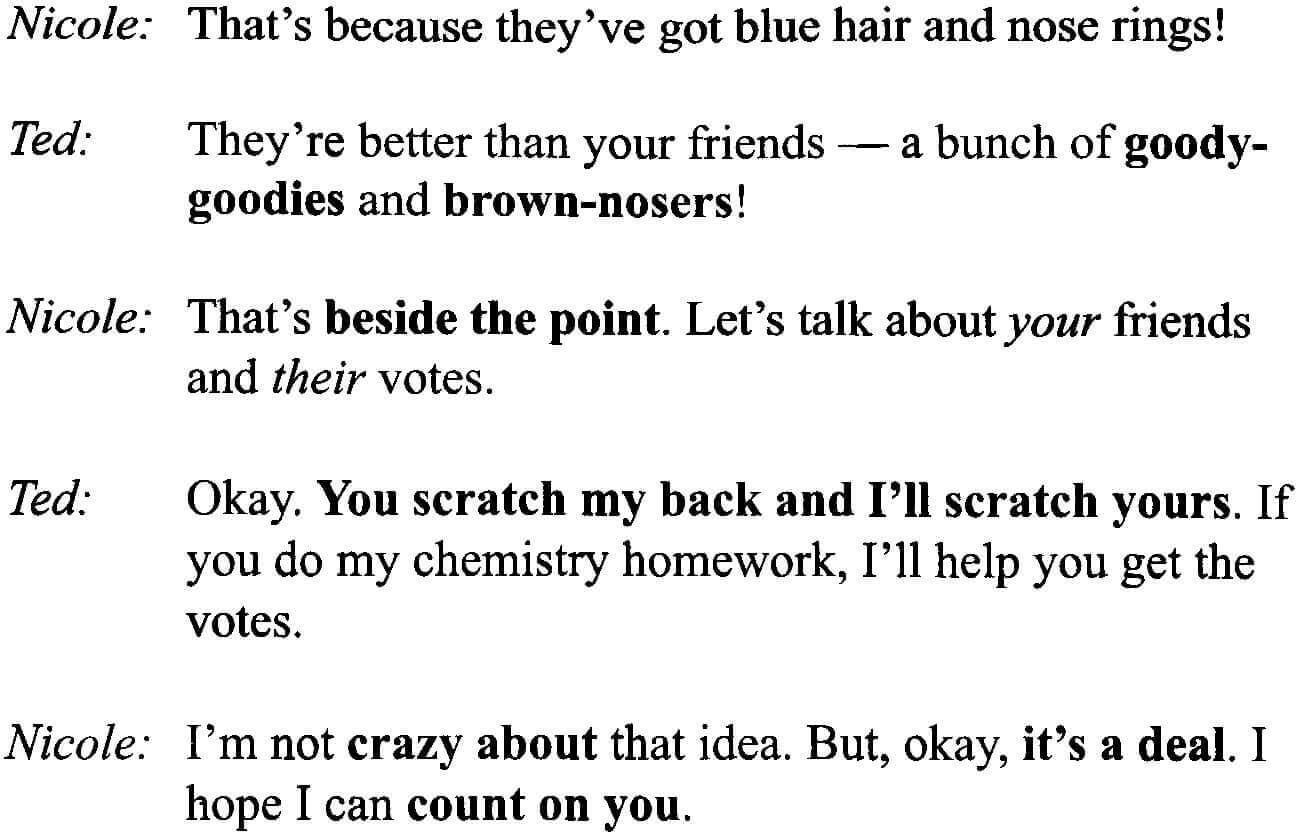 Nicole: That's because they've got blue hair and nose rings!
Ted: They're better than your friends — a bunch of goody-
goodies and brown-nosers!
Nicole: That's beside the point. Let's talk about your friends
and their votes.
Ted: Okay. You scratch my back and I'll scratch yours. If
you do my chemistry homework, I'll help you get the
votes.
Nicole: I'm not crazy about that idea. But, okay, it's a deal. I
hope I can count on you.